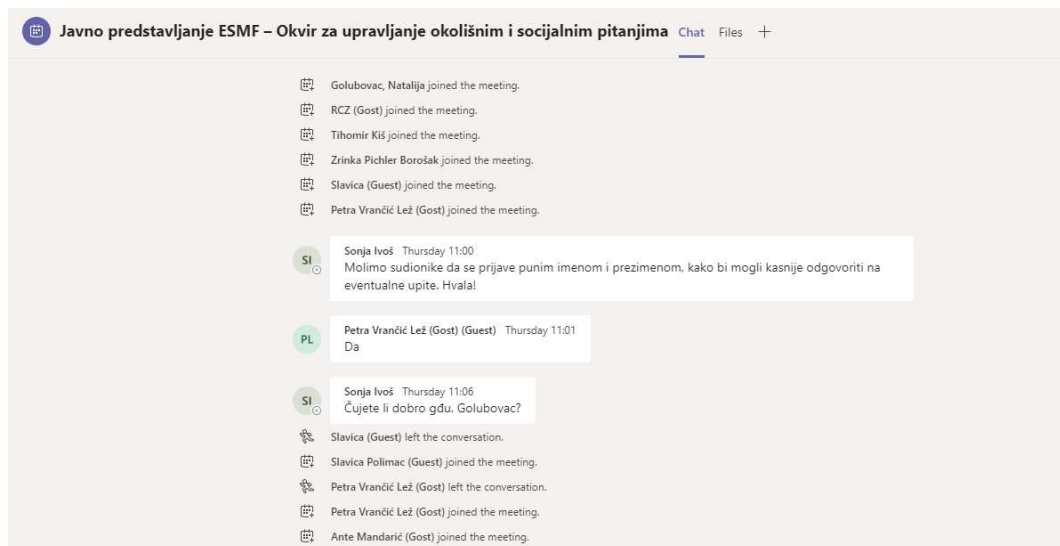 Javno predstavljanje ESMF – Okvir za upravljanje okolišnim i socijalnim pitanjima Chat Files
Golubovac, Natalija joined the meeting.
RCZ (Gost) joined the meeting.
Tihomir Kiš joined the meeting.
Zrinka Pichler Borošak joined the meeting.
Slavica (Guest) joined the meeting.
Petra Vrančić Lež (Gost) joined the meeting.
SI
Sonja Ivoš Thursday 11:00
Molimo sudionike da se prijave punim imenom i prezimenom, kako bi mogli kasnije odgovoriti na
eventualne upite. Hvala!
PL
Petra Vrančić Lež (Gost) (Guest) Thursday 11:01
Da
SI
Sonja Ivoš Thursday 11:06
Čujete li dobro gđu. Golubovac?
Slavica (Guest) left the conversation.
Slavica Polimac (Guest) joined the meeting.
Petra Vrančić Lež (Gost) left the conversation.
Petra Vrančić Lež (Gost) joined the meeting.
Ante Mandarić (Gost) joined the meeting.